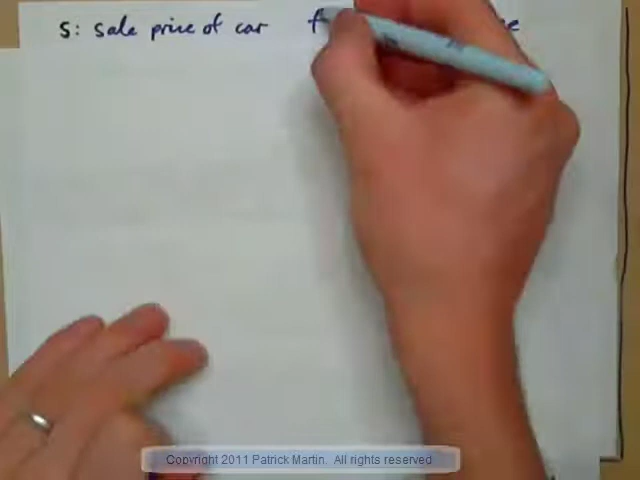 S: sale price of car f
Copyright 2011 Patrick Martin. All rights reserved